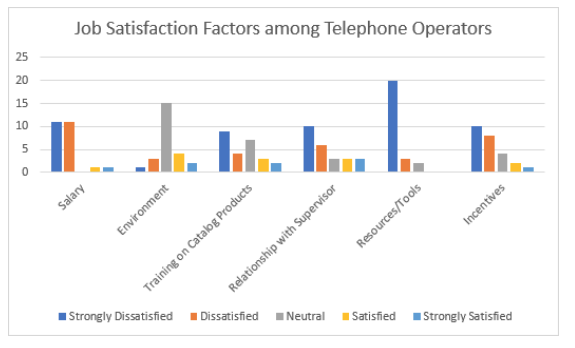 Job Satisfaction Factors among Telephone Operators
25
20
15
10
5
0
Salary
Environment
Training on Catalog Products
Relationship with Supervisor
Resources/Tools
Incentives
Strongly Dissatisfied Dissatisfied Neutral Satisfied Strongly Satisfied